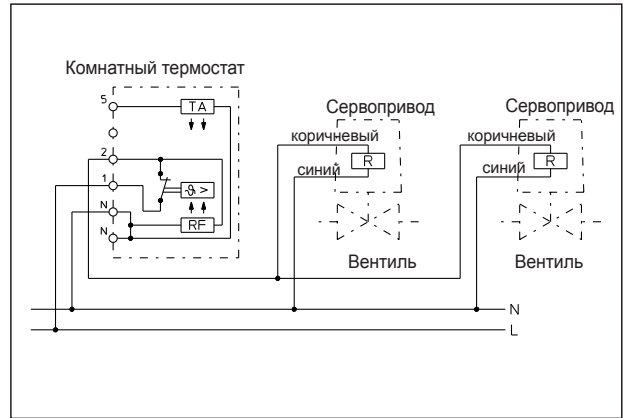 Комнатный термостат
5
TA
2
1
ϑ >
N
RF
N
Сервопривод
коричневый
R
синий
Вентиль
Сервопривод
коричневый
R
синий
Вентиль
N
L